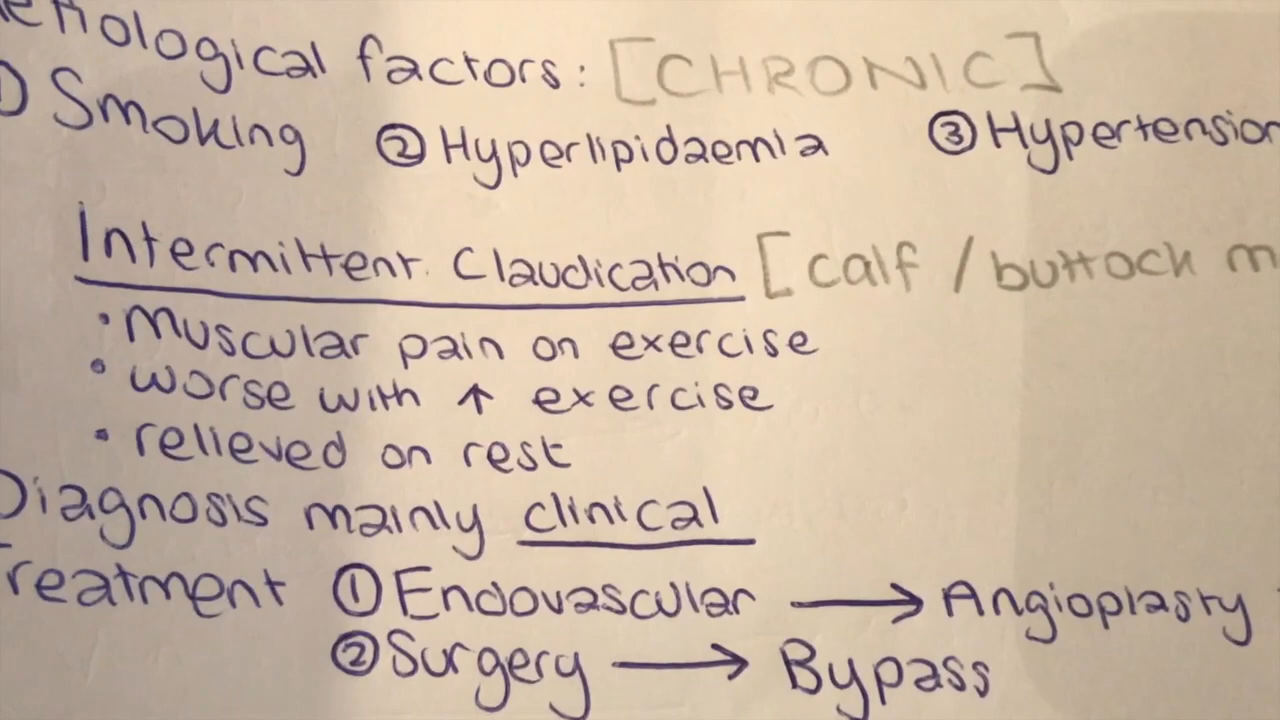 etiological factors: [CHRONIC]
Smoking ② Hyperlipidaemia ③ Hypertension
Intermittent Claudication [calf / buttock m
• Muscular pain on exercise
• worse with ↑ exercise
• relieved on rest
Diagnosis mainly clinical
Treatment ① Endovascular → Angioplasty
② Surgery → Bypass